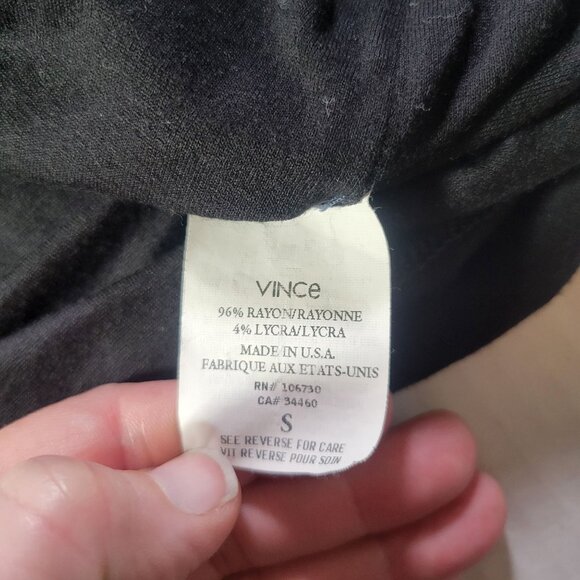 VINCe
96% RAYON/RAYONNE
4% LYCRA/LYCRA
MADE IN U.S.A.
FABRIQUE AUX ETATS-UNIS
RN# 106730
CA# 34460
S
SEE REVERSE FOR CARE
VIT REVERSE POUR SOIN